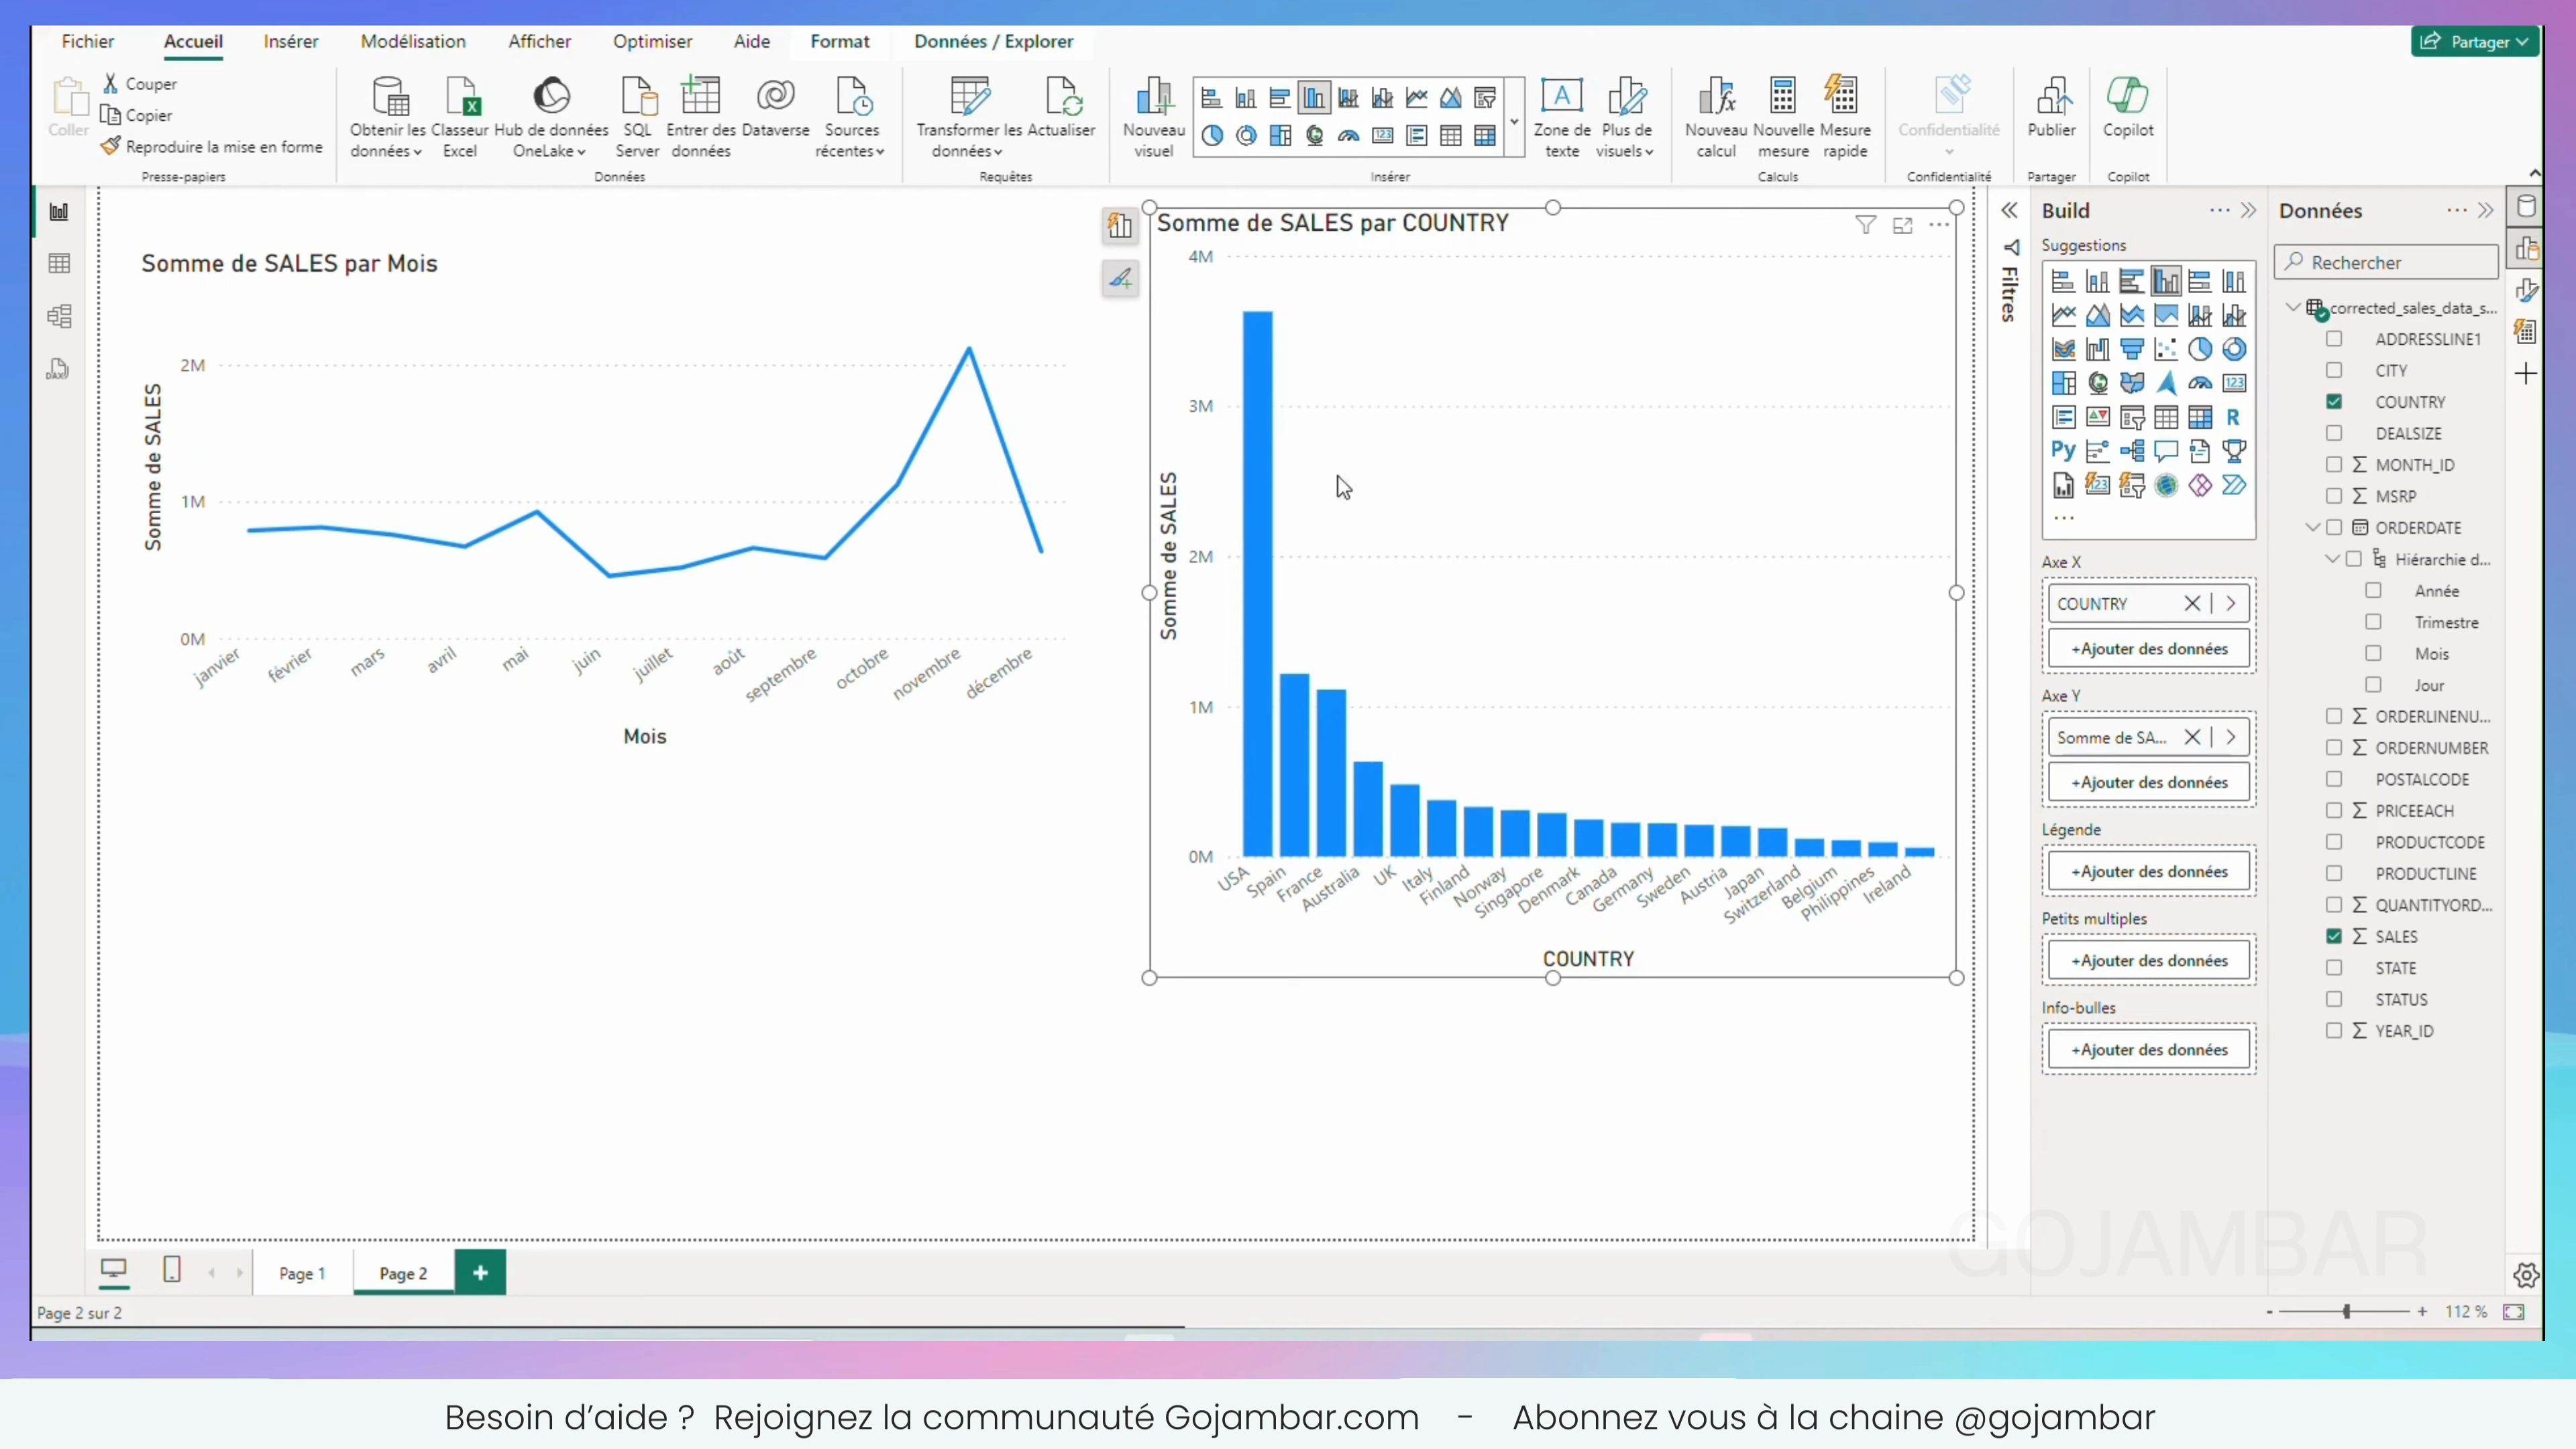 Fichier Accueil Insérer Modélisation Afficher Optimiser Aide Format Données / Explorer Partager
Coller
Couper
Copier
Reproduire la mise en forme
Presse-papiers
Obtenir les données
Classeur Excel
Hub de données OneLake
SQL Server
Entrer des données
Dataverse
Sources récentes
Données
Transformer les données
Actualiser
Requêtes
Nouveau visuel
Zone de texte
Plus de visuels
Insérer
Nouveau calcul
Nouvelle mesure
Mesure rapide
Calculs
Confidentialité
Confidentialité
Publier
Partager
Copilot
Copilot
Somme de SALES par Mois
Somme de SALES
2M
1M
0M
janvier février mars avril mai juin juillet août septembre octobre novembre décembre
Mois
Somme de SALES par COUNTRY
Somme de SALES
4M
3M
2M
1M
0M
USA Spain France Australia UK Italy Finland Norway Singapore Denmark Canada Germany Sweden Austria Japan Switzerland Belgium Philippines Ireland
COUNTRY
Filtres
Build
Suggestions
123
R
Py
Axe X
COUNTRY
+Ajouter des données
Axe Y
Somme de SA...
+Ajouter des données
Légende
+Ajouter des données
Petits multiples
+Ajouter des données
Info-bulles
+Ajouter des données
Données
Rechercher
corrected_sales_data_s...
ADDRESSLINE1
CITY
COUNTRY
DEALSIZE
MONTH_ID
MSRP
ORDERDATE
Hiérarchie d...
Année
Trimestre
Mois
Jour
ORDERLINENU...
ORDERNUMBER
POSTALCODE
PRICEEACH
PRODUCTCODE
PRODUCTLINE
QUANTITYORD...
SALES
STATE
STATUS
YEAR_ID
DAX
GOJAMBAR
Page 1 Page 2 +
Page 2 sur 2
- + 112 %
Besoin d'aide ? Rejoignez la communauté Gojambar.com - Abonnez vous à la chaine @gojambar